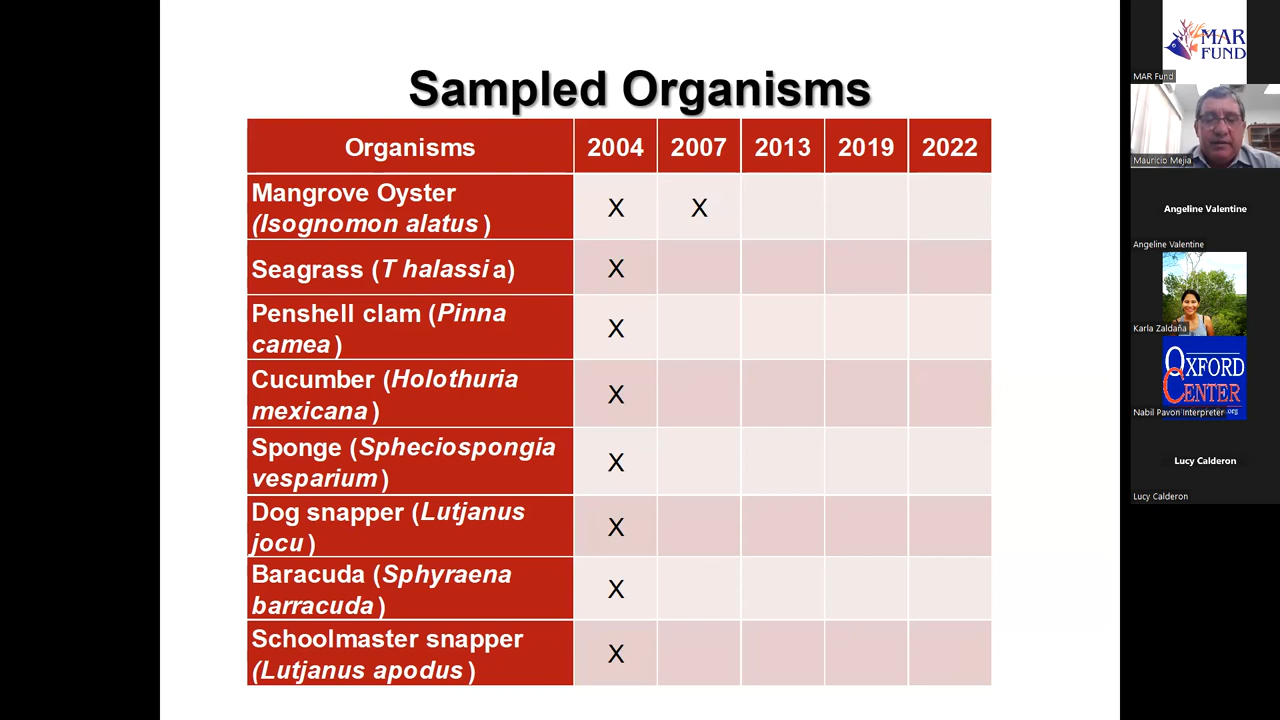 Sampled Organisms
Organisms 2004 2007 2013 2019 2022
Mangrove Oyster
(Isognomon alatus) X X
Seagrass (T halassi a) X
Penshell clam (Pinna
camea) X
Cucumber (Holothuria
mexicana) X
Sponge (Spheciospongia
vesparium) X
Dog snapper (Lutjanus
jocu) X
Baracuda (Sphyraena
barracuda) X
Schoolmaster snapper
(Lutjanus apodus) X
MAR
FUND
MAR Fund
Mauricio Mejia
Angeline Valentine
Angeline Valentine
Karla Zaldaña
OXFORD
CENTER
.org
Nabil Pavon Interpreter
Lucy Calderon
Lucy Calderon